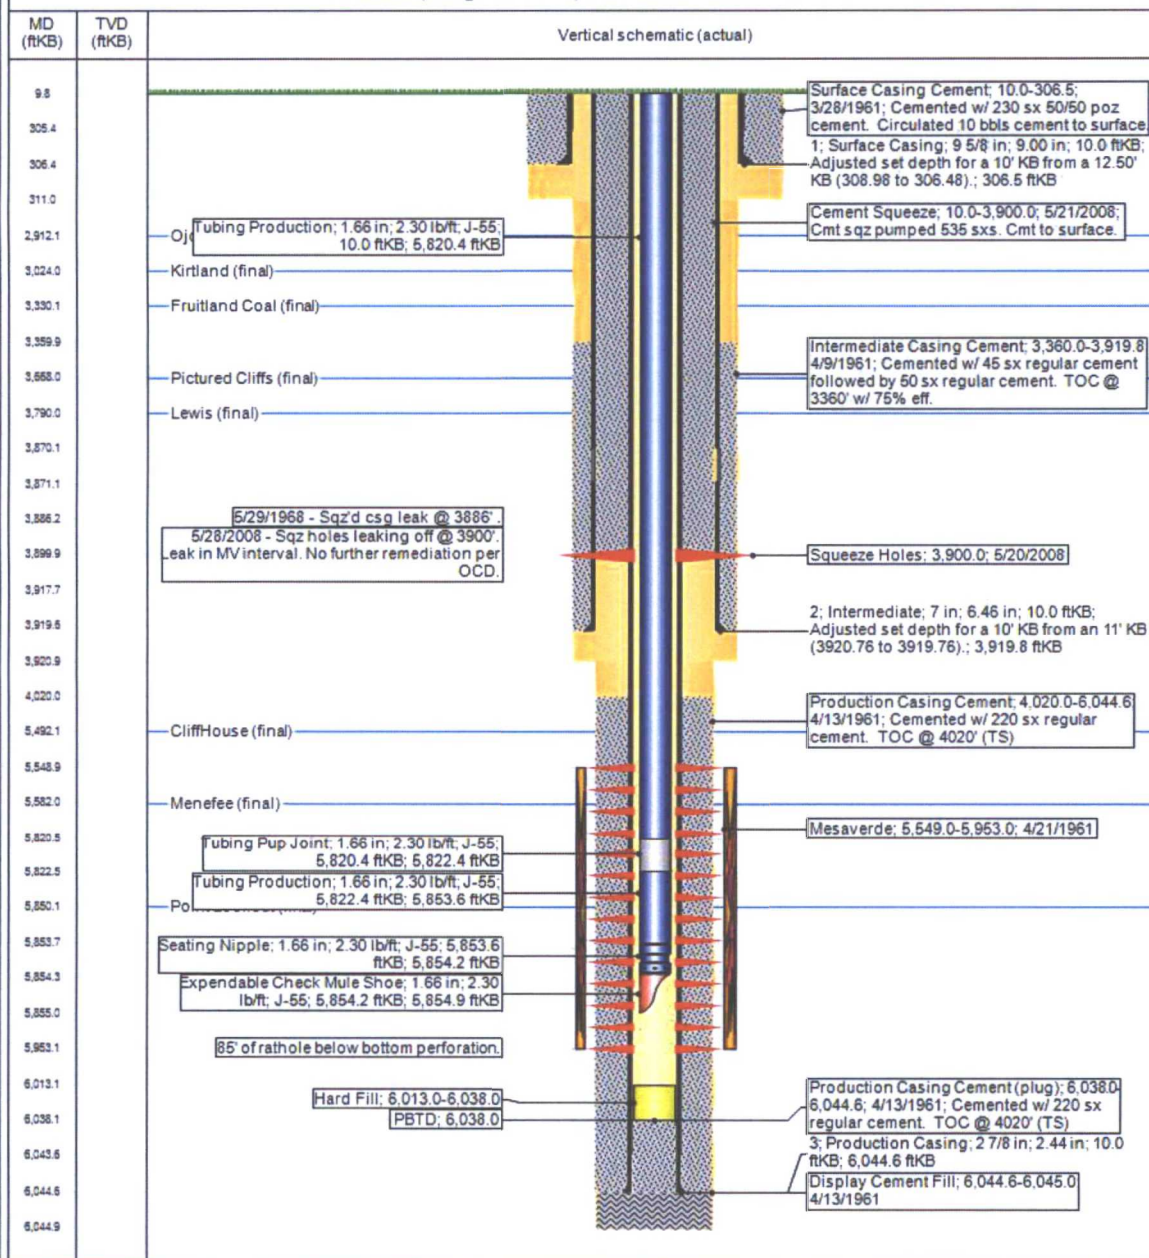 MD
(ftKB)
TVD
(ftKB)
Vertical schematic (actual)
9.8
305.4
306.4
311.0
2,912.1
3,024.0
3,330.1
3,359.9
3,668.0
3,790.0
3,870.1
3,871.1
3,886.2
3,899.9
3,917.7
3,919.6
3,920.9
4,020.0
5,492.1
5,548.9
5,582.0
5,820.5
5,822.5
5,850.1
5,853.7
5,854.3
5,855.0
5,953.1
6,013.1
6,038.1
6,043.6
6,044.6
6,044.9
Tubing Production; 1.66 in; 2.30 lb/ft; J-55;
10.0 ftKB; 5,820.4 ftKB
Kirtland (final)
Fruitland Coal (final)
Pictured Cliffs (final)
Lewis (final)
5/29/1968 - Sqz'd csg leak @ 3886'.
5/28/2008 - Sqz holes leaking off @ 3900'.
Leak in MV interval. No further remediation per
OCD.
CliffHouse (final)
Menefee (final)
Tubing Pup Joint; 1.66 in; 2.30 lb/ft; J-55;
5,820.4 ftKB; 5,822.4 ftKB
Tubing Production; 1.66 in; 2.30 lb/ft; J-55;
5,822.4 ftKB; 5,853.6 ftKB
Seating Nipple; 1.66 in; 2.30 lb/ft; J-55; 5,853.6
ftKB; 5,854.2 ftKB
Expendable Check Mule Shoe; 1.66 in; 2.30
lb/ft; J-55; 5,854.2 ftKB; 5,854.9 ftKB
85' of rathole below bottom perforation.
Hard Fill; 6,013.0-6,038.0
PBTD; 6,038.0
Surface Casing Cement; 10.0-306.5;
3/28/1961; Cemented w/ 230 sx 50/50 poz
cement. Circulated 10 bbls cement to surface.
1; Surface Casing; 9 5/8 in; 9.00 in; 10.0 ftKB;
Adjusted set depth for a 10' KB from a 12.50'
KB (308.98 to 306.48).; 306.5 ftKB
Cement Squeeze; 10.0-3,900.0; 5/21/2008;
Cmt sqz pumped 535 sxs. Cmt to surface.
Intermediate Casing Cement; 3,360.0-3,919.8
4/9/1961; Cemented w/ 45 sx regular cement
followed by 50 sx regular cement. TOC @
3360' w/ 75% eff.
Squeeze Holes; 3,900.0; 5/20/2008
2; Intermediate; 7 in; 6.46 in; 10.0 ftKB;
Adjusted set depth for a 10' KB from an 11' KB
(3920.76 to 3919.76).; 3,919.8 ftKB
Production Casing Cement; 4,020.0-6,044.6
4/13/1961; Cemented w/ 220 sx regular
cement. TOC @ 4020' (TS)
Mesaverde; 5,549.0-5,953.0; 4/21/1961
Production Casing Cement (plug); 6,038.0-
6,044.6; 4/13/1961; Cemented w/ 220 sx
regular cement. TOC @ 4020' (TS)
3; Production Casing; 2 7/8 in; 2.44 in; 10.0
ftKB; 6,044.6 ftKB
Display Cement Fill; 6,044.6-6,045.0
4/13/1961